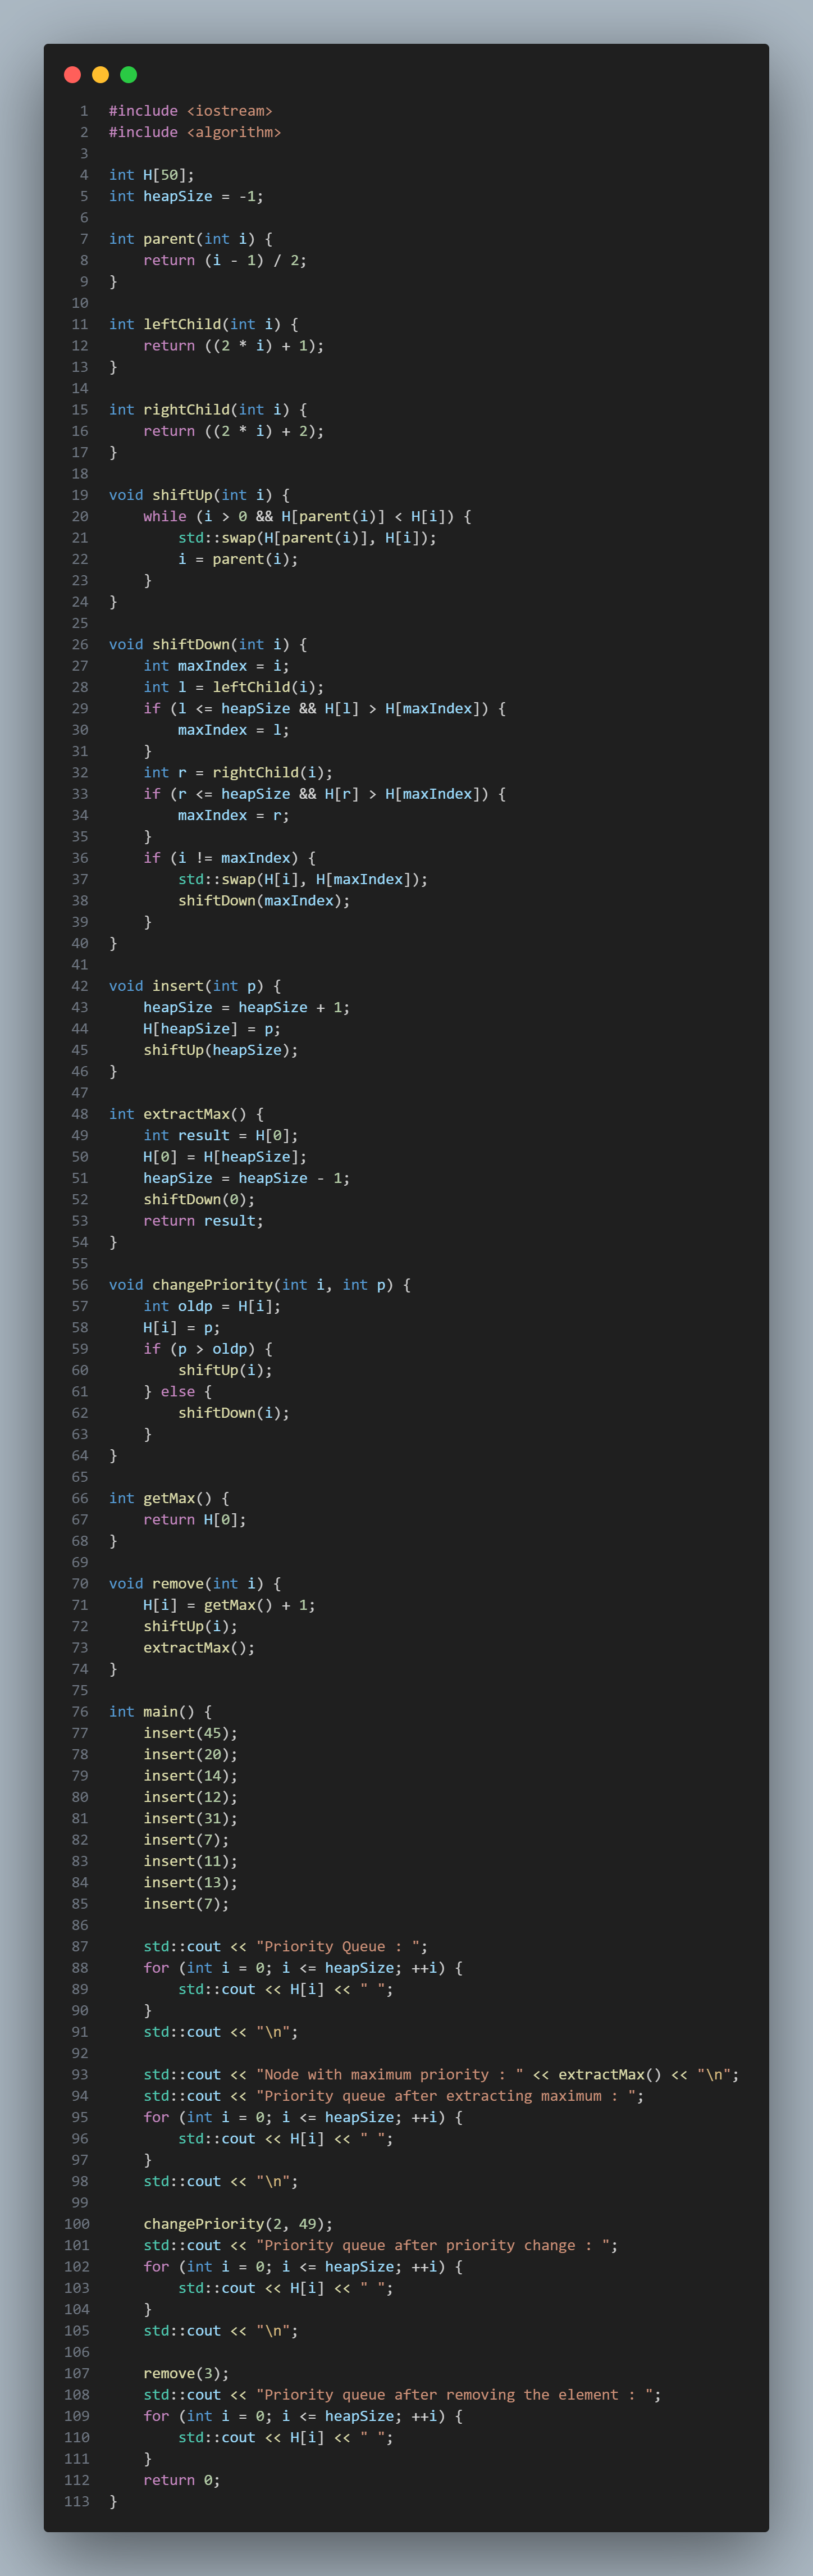 1 #include <iostream>
2 #include <algorithm>
3
4 int H[50];
5 int heapSize = -1;
6
7 int parent(int i) {
8     return (i - 1) / 2;
9 }
10
11 int leftChild(int i) {
12     return ((2 * i) + 1);
13 }
14
15 int rightChild(int i) {
16     return ((2 * i) + 2);
17 }
18
19 void shiftUp(int i) {
20     while (i > 0 && H[parent(i)] < H[i]) {
21         std::swap(H[parent(i)], H[i]);
22         i = parent(i);
23     }
24 }
25
26 void shiftDown(int i) {
27     int maxIndex = i;
28     int l = leftChild(i);
29     if (l <= heapSize && H[l] > H[maxIndex]) {
30         maxIndex = l;
31     }
32     int r = rightChild(i);
33     if (r <= heapSize && H[r] > H[maxIndex]) {
34         maxIndex = r;
35     }
36     if (i != maxIndex) {
37         std::swap(H[i], H[maxIndex]);
38         shiftDown(maxIndex);
39     }
40 }
41
42 void insert(int p) {
43     heapSize = heapSize + 1;
44     H[heapSize] = p;
45     shiftUp(heapSize);
46 }
47
48 int extractMax() {
49     int result = H[0];
50     H[0] = H[heapSize];
51     heapSize = heapSize - 1;
52     shiftDown(0);
53     return result;
54 }
55
56 void changePriority(int i, int p) {
57     int oldp = H[i];
58     H[i] = p;
59     if (p > oldp) {
60         shiftUp(i);
61     } else {
62         shiftDown(i);
63     }
64 }
65
66 int getMax() {
67     return H[0];
68 }
69
70 void remove(int i) {
71     H[i] = getMax() + 1;
72     shiftUp(i);
73     extractMax();
74 }
75
76 int main() {
77     insert(45);
78     insert(20);
79     insert(14);
80     insert(12);
81     insert(31);
82     insert(7);
83     insert(11);
84     insert(13);
85     insert(7);
86
87     std::cout << "Priority Queue : ";
88     for (int i = 0; i <= heapSize; ++i) {
89         std::cout << H[i] << " ";
90     }
91     std::cout << "\n";
92
93     std::cout << "Node with maximum priority : " << extractMax() << "\n";
94     std::cout << "Priority queue after extracting maximum : ";
95     for (int i = 0; i <= heapSize; ++i) {
96         std::cout << H[i] << " ";
97     }
98     std::cout << "\n";
99
100     changePriority(2, 49);
101     std::cout << "Priority queue after priority change : ";
102     for (int i = 0; i <= heapSize; ++i) {
103         std::cout << H[i] << " ";
104     }
105     std::cout << "\n";
106
107     remove(3);
108     std::cout << "Priority queue after removing the element : ";
109     for (int i = 0; i <= heapSize; ++i) {
110         std::cout << H[i] << " ";
111     }
112     return 0;
113 }